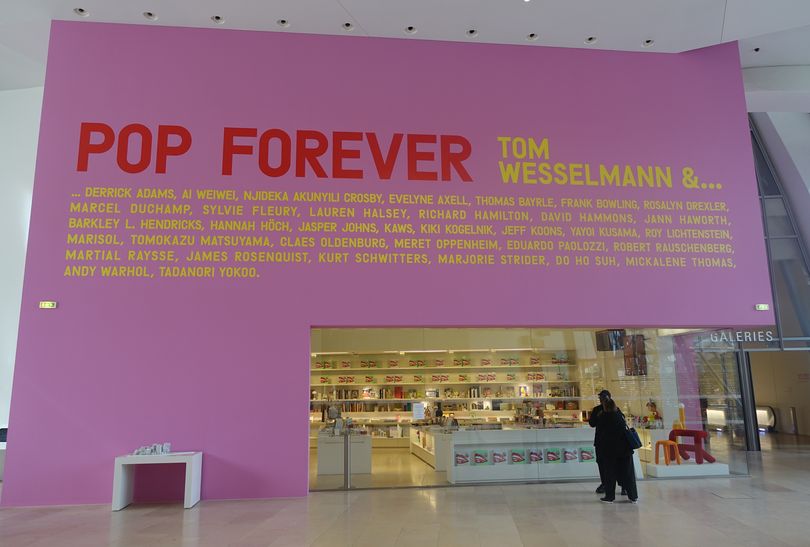 POP FOREVER
TOM
WESSELMANN &...
... DERRICK ADAMS, AI WEIWEI, NJIDEKA AKUNYILI CROSBY, EVELYNE AXELL, THOMAS BAYRLE, FRANK BOWLING, ROSALYN DREXLER,
MARCEL DUCHAMP, SYLVIE FLEURY, LAUREN HALSEY, RICHARD HAMILTON, DAVID HAMMONS, JANN HAWORTH,
BARKLEY L. HENDRICKS, HANNAH HÖCH, JASPER JOHNS, KAWS, KIKI KOGELNIK, JEFF KOONS, YAYOI KUSAMA, ROY LICHTENSTEIN,
MARISOL, TOMOKAZU MATSUYAMA, CLAES OLDENBURG, MERET OPPENHEIM, EDUARDO PAOLOZZI, ROBERT RAUSCHENBERG,
MARTIAL RAYSSE, JAMES ROSENQUIST, KURT SCHWITTERS, MARJORIE STRIDER, DO HO SUH, MICKALENE THOMAS,
ANDY WARHOL, TADANORI YOKOO.
GALERIES